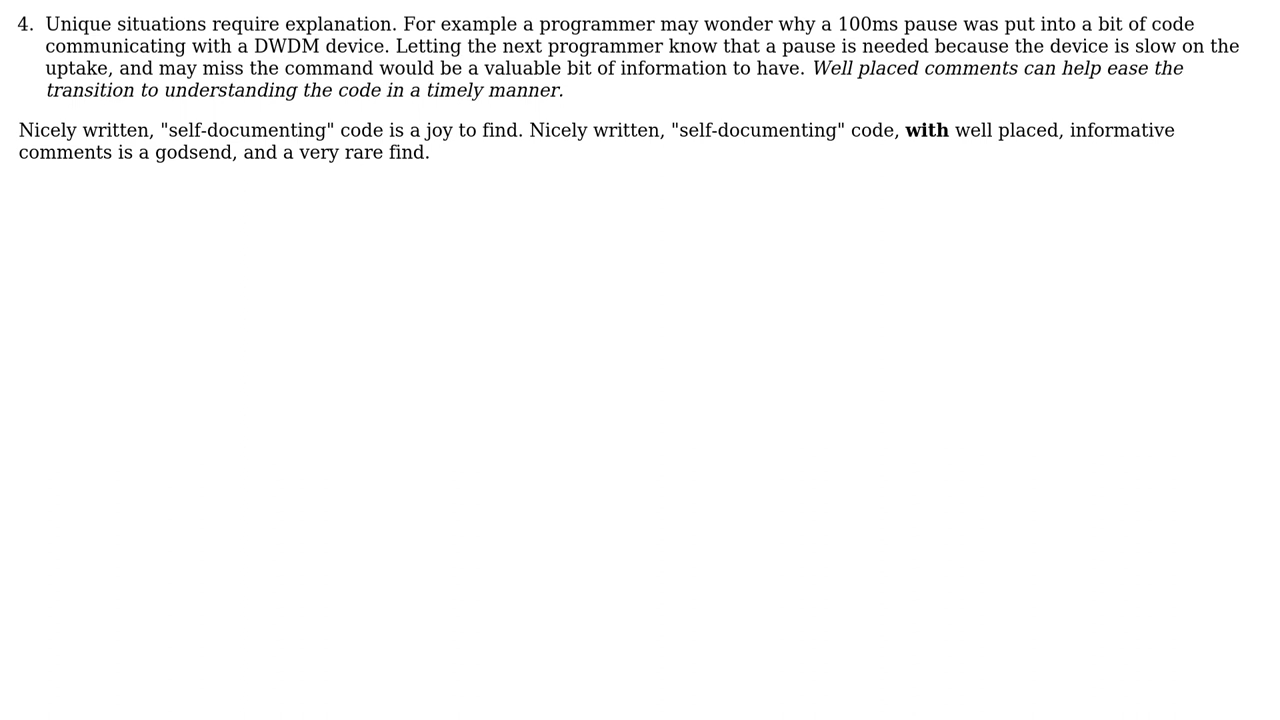 4. Unique situations require explanation. For example a programmer may wonder why a 100ms pause was put into a bit of code
communicating with a DWDM device. Letting the next programmer know that a pause is needed because the device is slow on the
uptake, and may miss the command would be a valuable bit of information to have. Well placed comments can help ease the
transition to understanding the code in a timely manner.
Nicely written, "self-documenting" code is a joy to find. Nicely written, "self-documenting" code, with well placed, informative
comments is a godsend, and a very rare find.